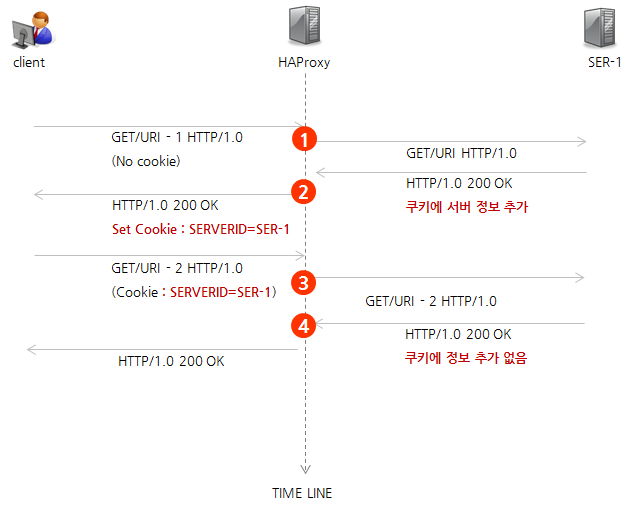 client
HAProxy
SER-1
GET/URI - 1 HTTP/1.0
(No cookie)
1
GET/URI HTTP/1.0
HTTP/1.0 200 OK
쿠키에 서버 정보 추가
2
HTTP/1.0 200 OK
Set Cookie : SERVERID=SER-1
GET/URI - 2 HTTP/1.0
(Cookie : SERVERID=SER-1)
3
GET/URI - 2 HTTP/1.0
4
HTTP/1.0 200 OK
쿠키에 정보 추가 없음
HTTP/1.0 200 OK
TIME LINE